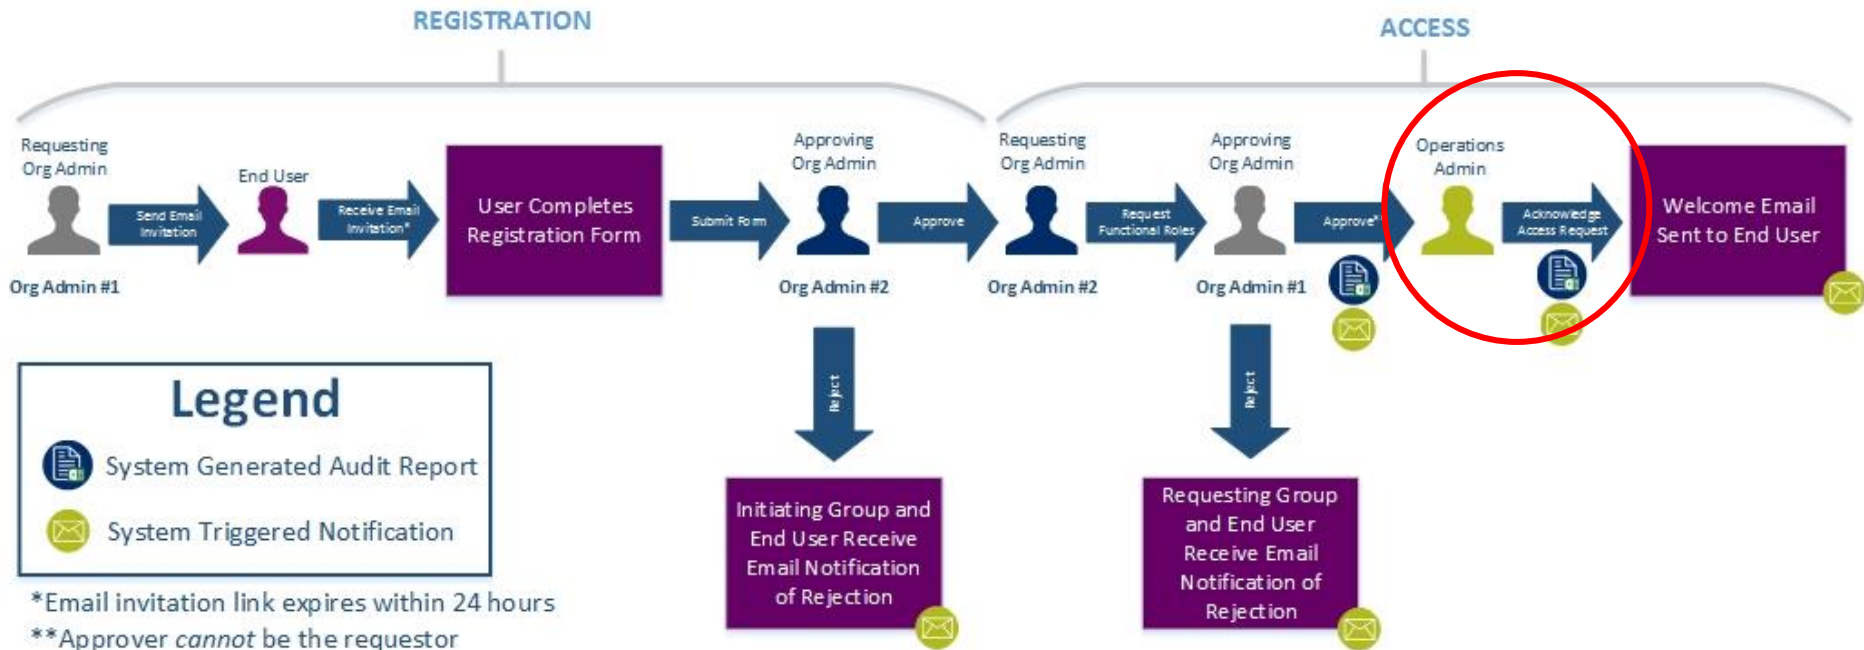 REGISTRATION
ACCESS
Requesting
Org Admin
Org Admin #1
Send Email
Invitation
End User
Receive Email
Invitation*
User Completes
Registration Form
Submit Form
Approving
Org Admin
Org Admin #2
Approve
Requesting
Org Admin
Org Admin #2
Request
Functional Roles
Approving
Org Admin
Org Admin #1
Approve**
Operations
Admin
Acknowledge
Access Request
Welcome Email
Sent to End User
Reject
Reject
Initiating Group and
End User Receive
Email Notification
of Rejection
Requesting Group
and End User
Receive Email
Notification of
Rejection
Legend
System Generated Audit Report
System Triggered Notification
*Email invitation link expires within 24 hours
**Approver cannot be the requestor